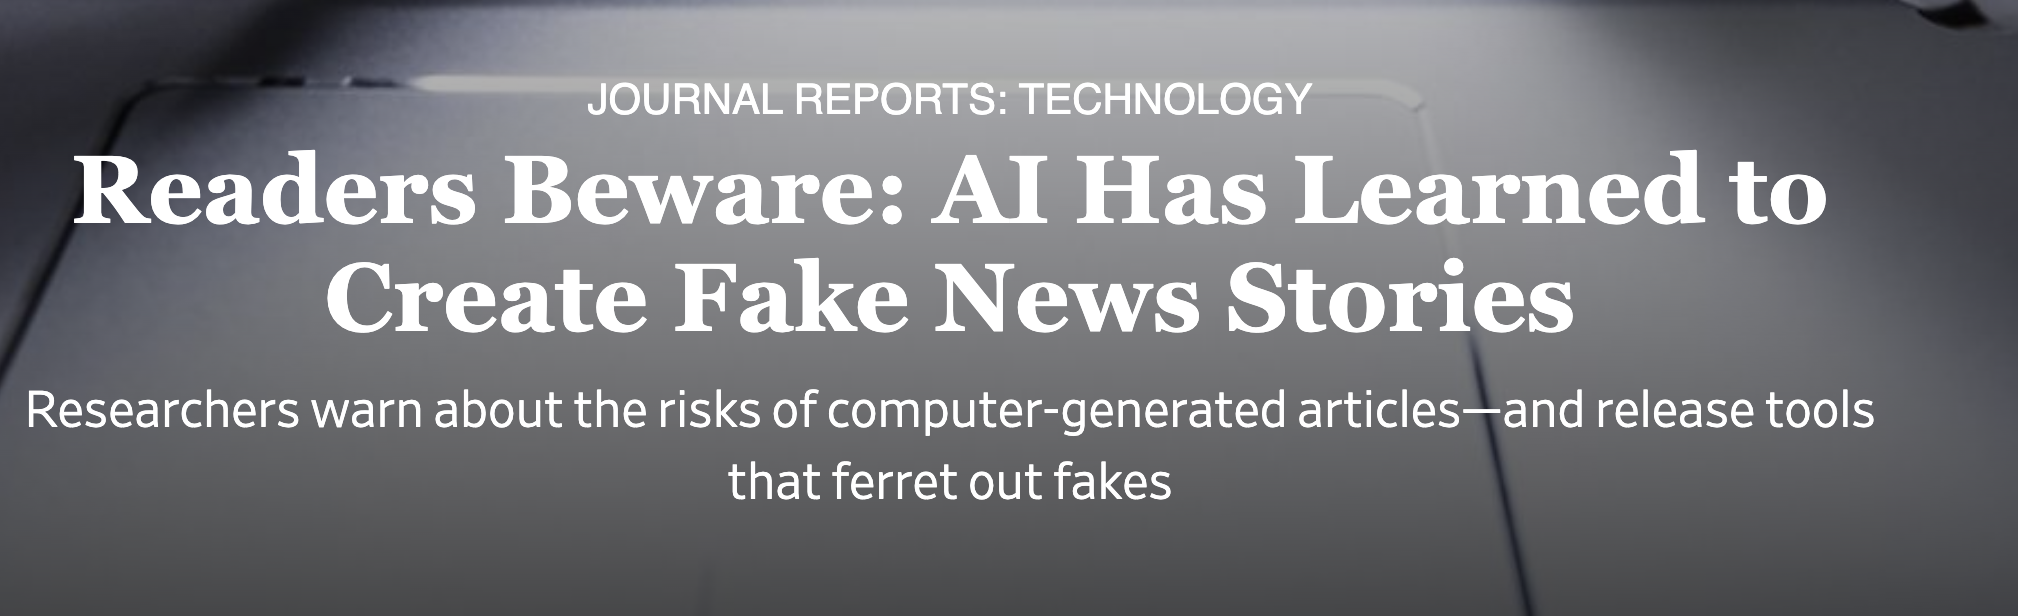 JOURNAL REPORTS: TECHNOLOGY
Readers Beware: AI Has Learned to
Create Fake News Stories
Researchers warn about the risks of computer-generated articles—and release tools
that ferret out fakes